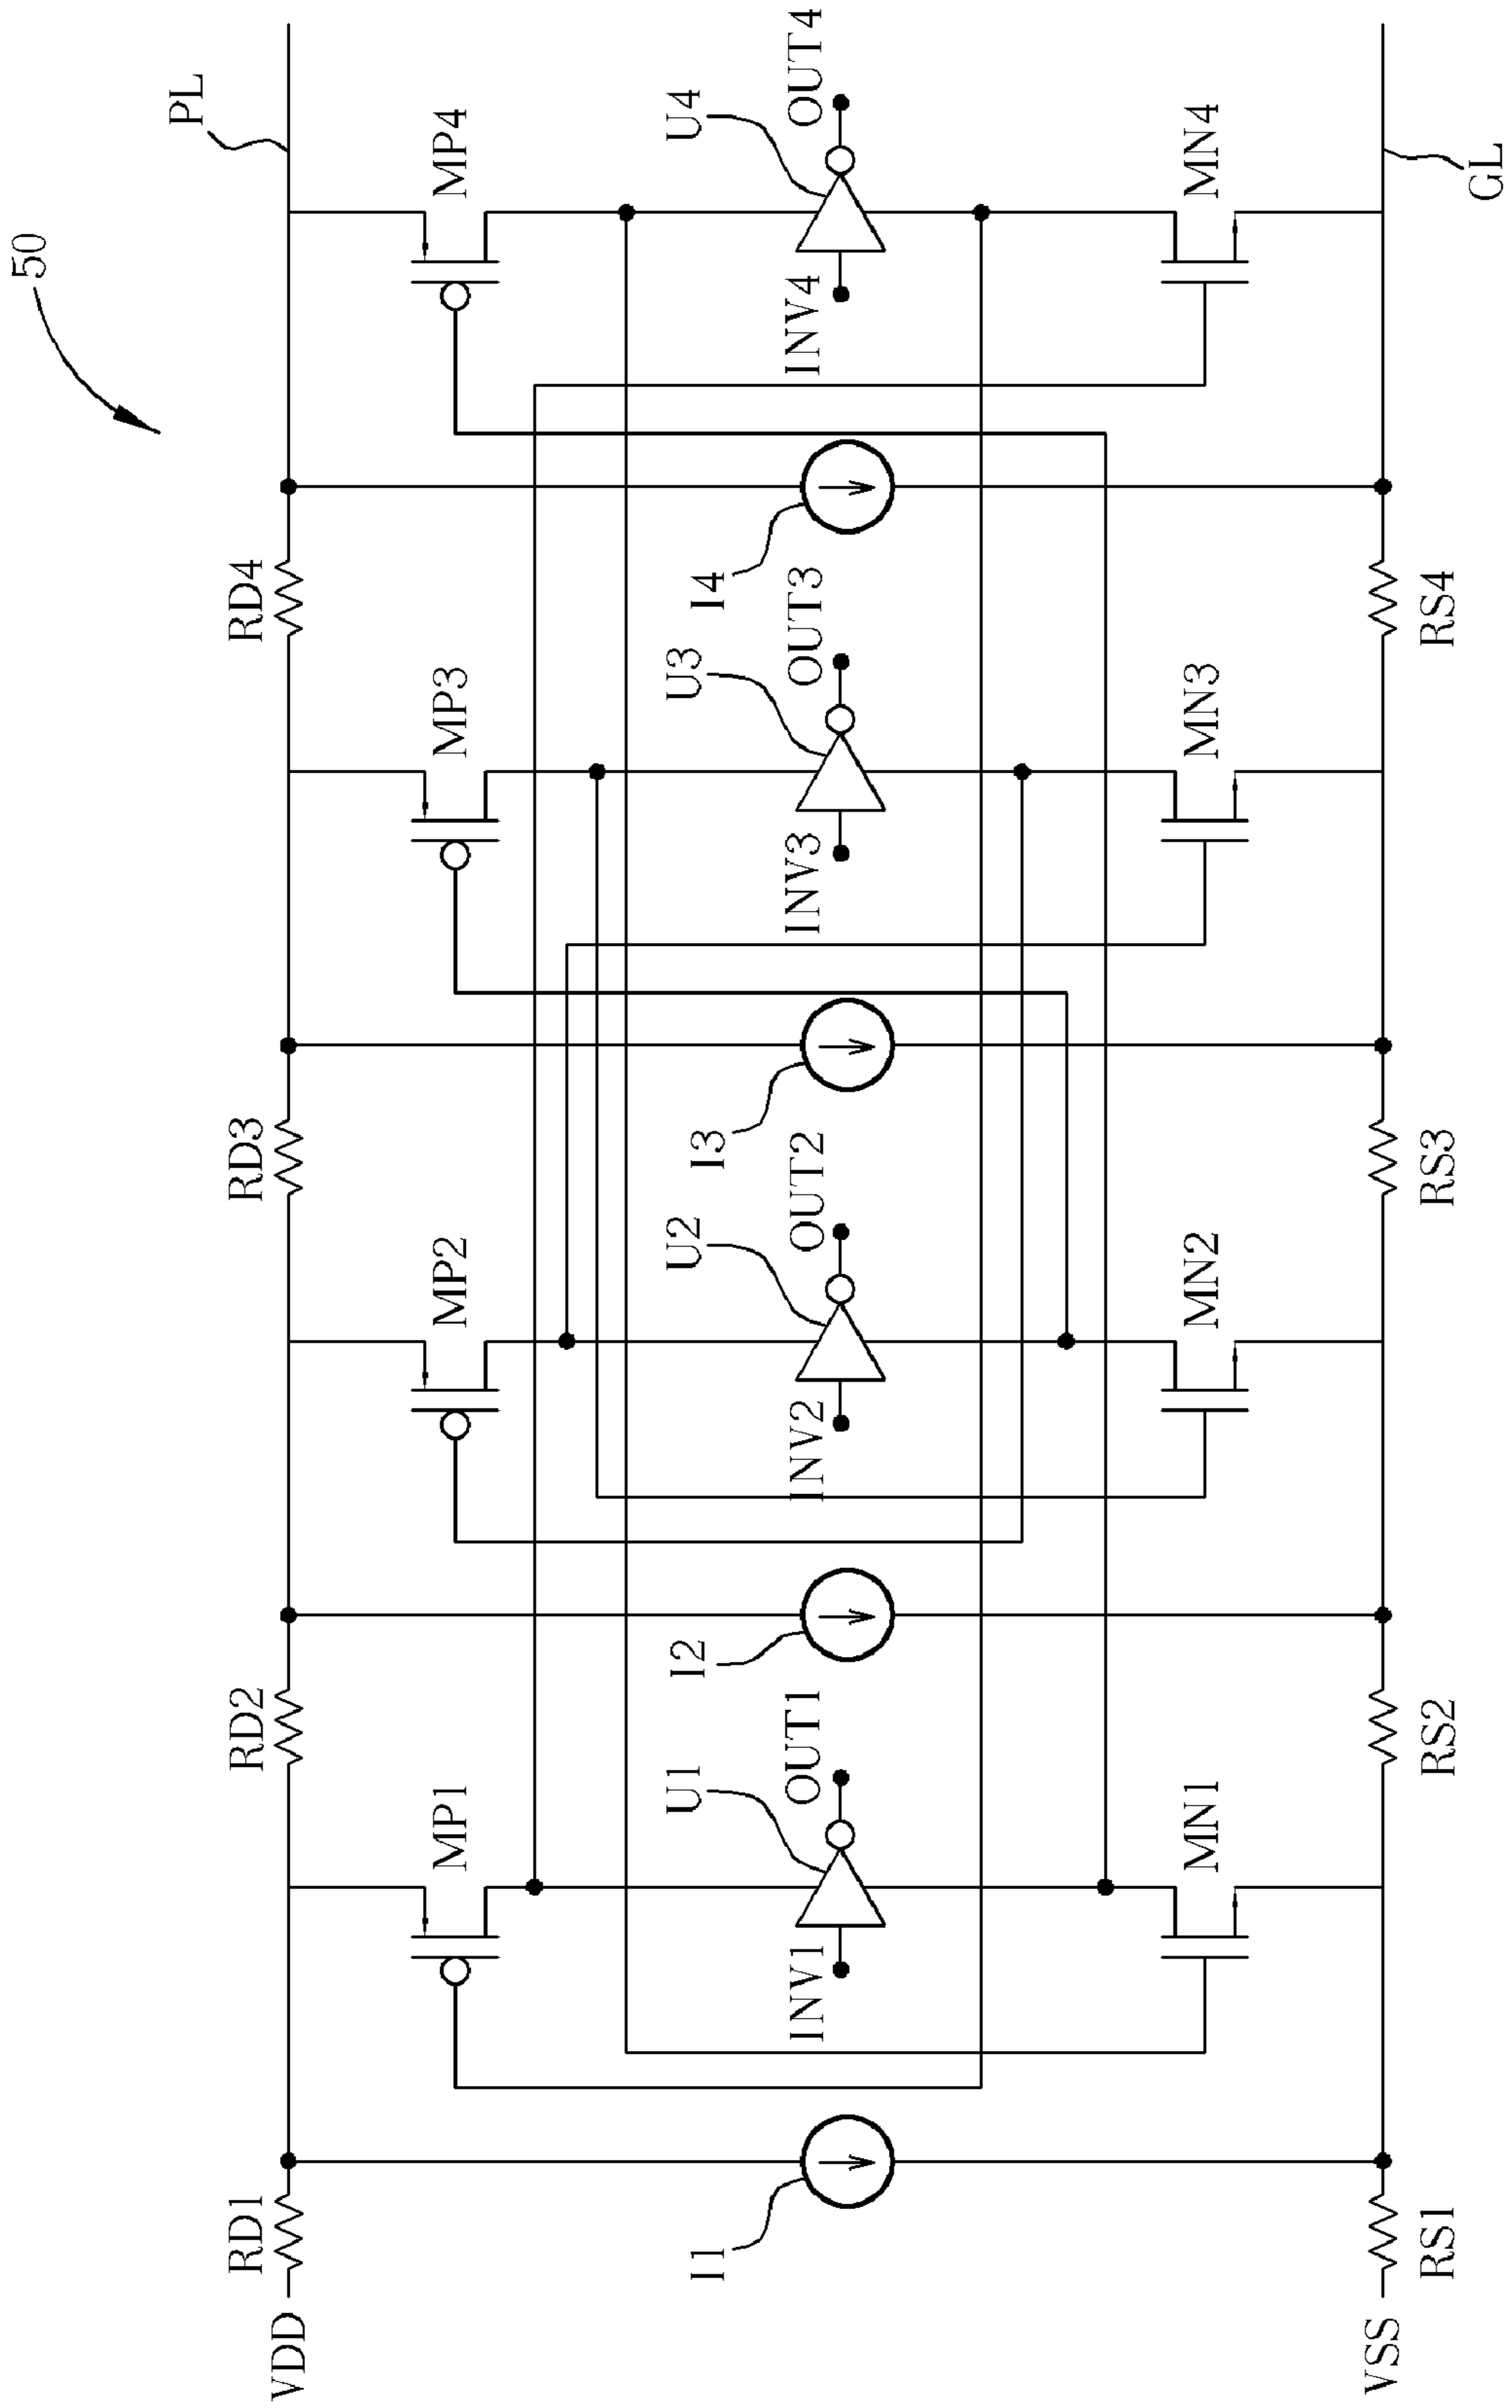 50
PL
RD1
RD2
RD3
RD4
VDD
MP1
MP2
MP3
MP4
I1
U1
I2
U2
I3
U3
I4
U4
INV1
OUT1
INV2
OUT2
INV3
OUT3
INV4
OUT4
MN1
MN2
MN3
MN4
VSS
RS1
RS2
RS3
RS4
GL